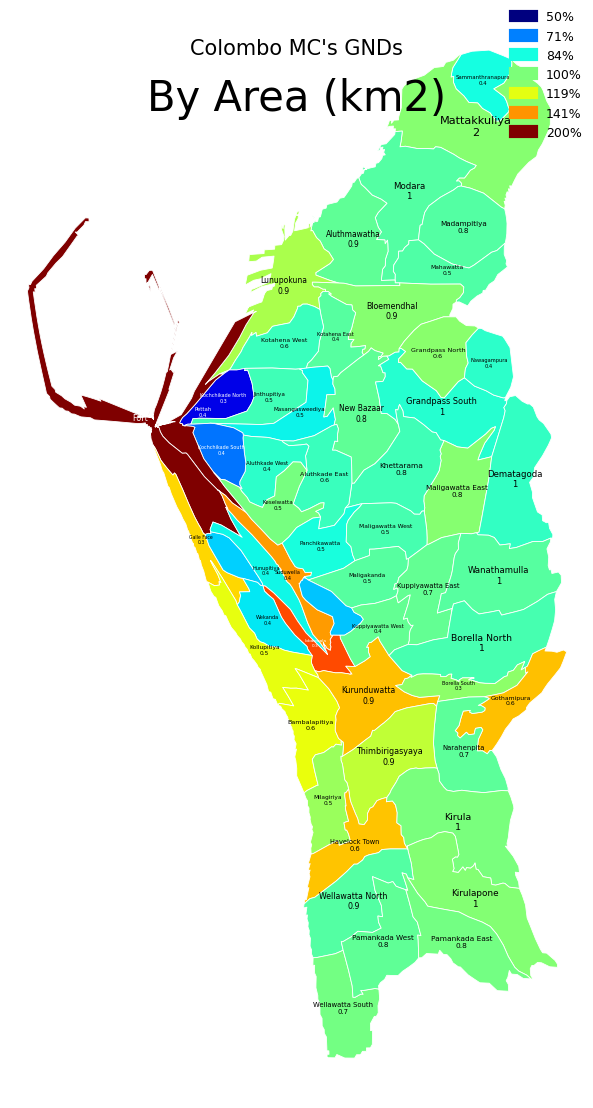 Colombo MC's GNDs
By Area (km2)
50%
71%
84%
100%
119%
141%
200%
Sammanthranapura
0.4
Mattakkuliya
2
Modara
1
Madampitiya
0.8
Aluthmawatha
0.9
Mahawatta
0.5
Lunupokuna
0.9
Bloemendhal
0.9
Kotahena East
0.4
Kotahena West
0.6
Grandpass North
0.6
Nawagampura
0.4
Kochchikade North
0.3
Jinthupitiya
0.5
Masangasweediya
0.5
Pettah
0.4
Fort
New Bazaar
0.8
Grandpass South
1
Kochchikade South
0.4
Aluthkade West
0.4
Aluthkade East
0.6
Khettarama
0.8
Dematagoda
1
Maligawatta East
0.8
Keselwatta
0.5
Maligawatta West
0.5
Galle Face
0.3
Panchikawatta
0.5
Hunupitiya
0.4
Suduwella
0.4
Maligakanda
0.5
Wanathamulla
1
Kuppiyawatta East
0.7
Wekanda
0.4
Kuppiyawatta West
0.4
Borella North
1
Kollupitiya
0.5
Borella South
0.3
Kurunduwatta
0.9
Gothamipura
0.6
Bambalapitiya
0.6
Thimbirigasyaya
0.9
Narahenpita
0.7
Milagiriya
0.5
Kirula
1
Havelock Town
0.6
Wellawatta North
0.9
Kirulapone
1
Pamankada West
0.8
Pamankada East
0.8
Wellawatta South
0.7